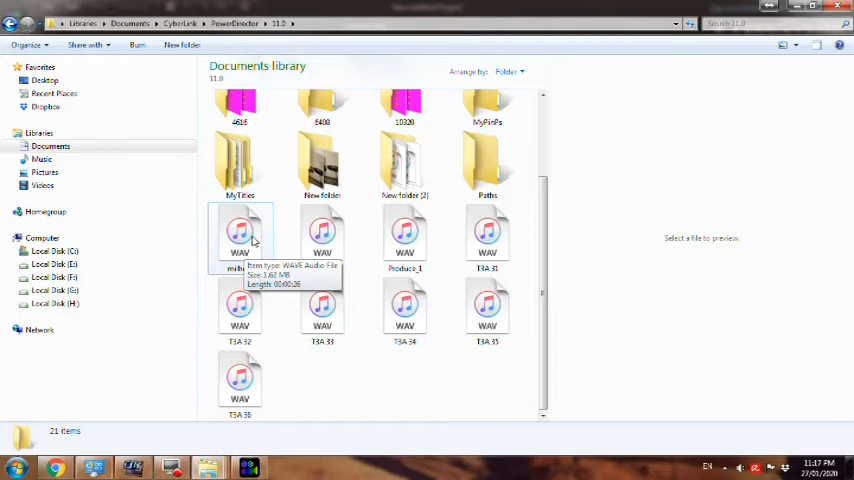 Libraries Documents CyberLink PowerDirector 11.0
Search 11.0
Organize Share with Burn New folder
Favorites
Desktop
Recent Places
Dropbox
Libraries
Documents
Music
Pictures
Videos
Homegroup
Computer
Local Disk (C:)
Local Disk (E:)
Local Disk (F:)
Local Disk (G:)
Local Disk (H:)
Network
Documents library
11.0
Arrange by: Folder
4616 6408 10320 MyPinPs
MyTitles New folder New folder (2) Paths
WAV WAV WAV WAV
Produce_1 T3A 31
Item type: WAVE Audio File
Size: 1.62 MB
Length: 00:00:26
WAV WAV WAV WAV
T3A 32 T3A 33 T3A 34 T3A 35
WAV
T3A 36
Select a file to preview.
21 items
EN
11:17 PM
27/01/2020